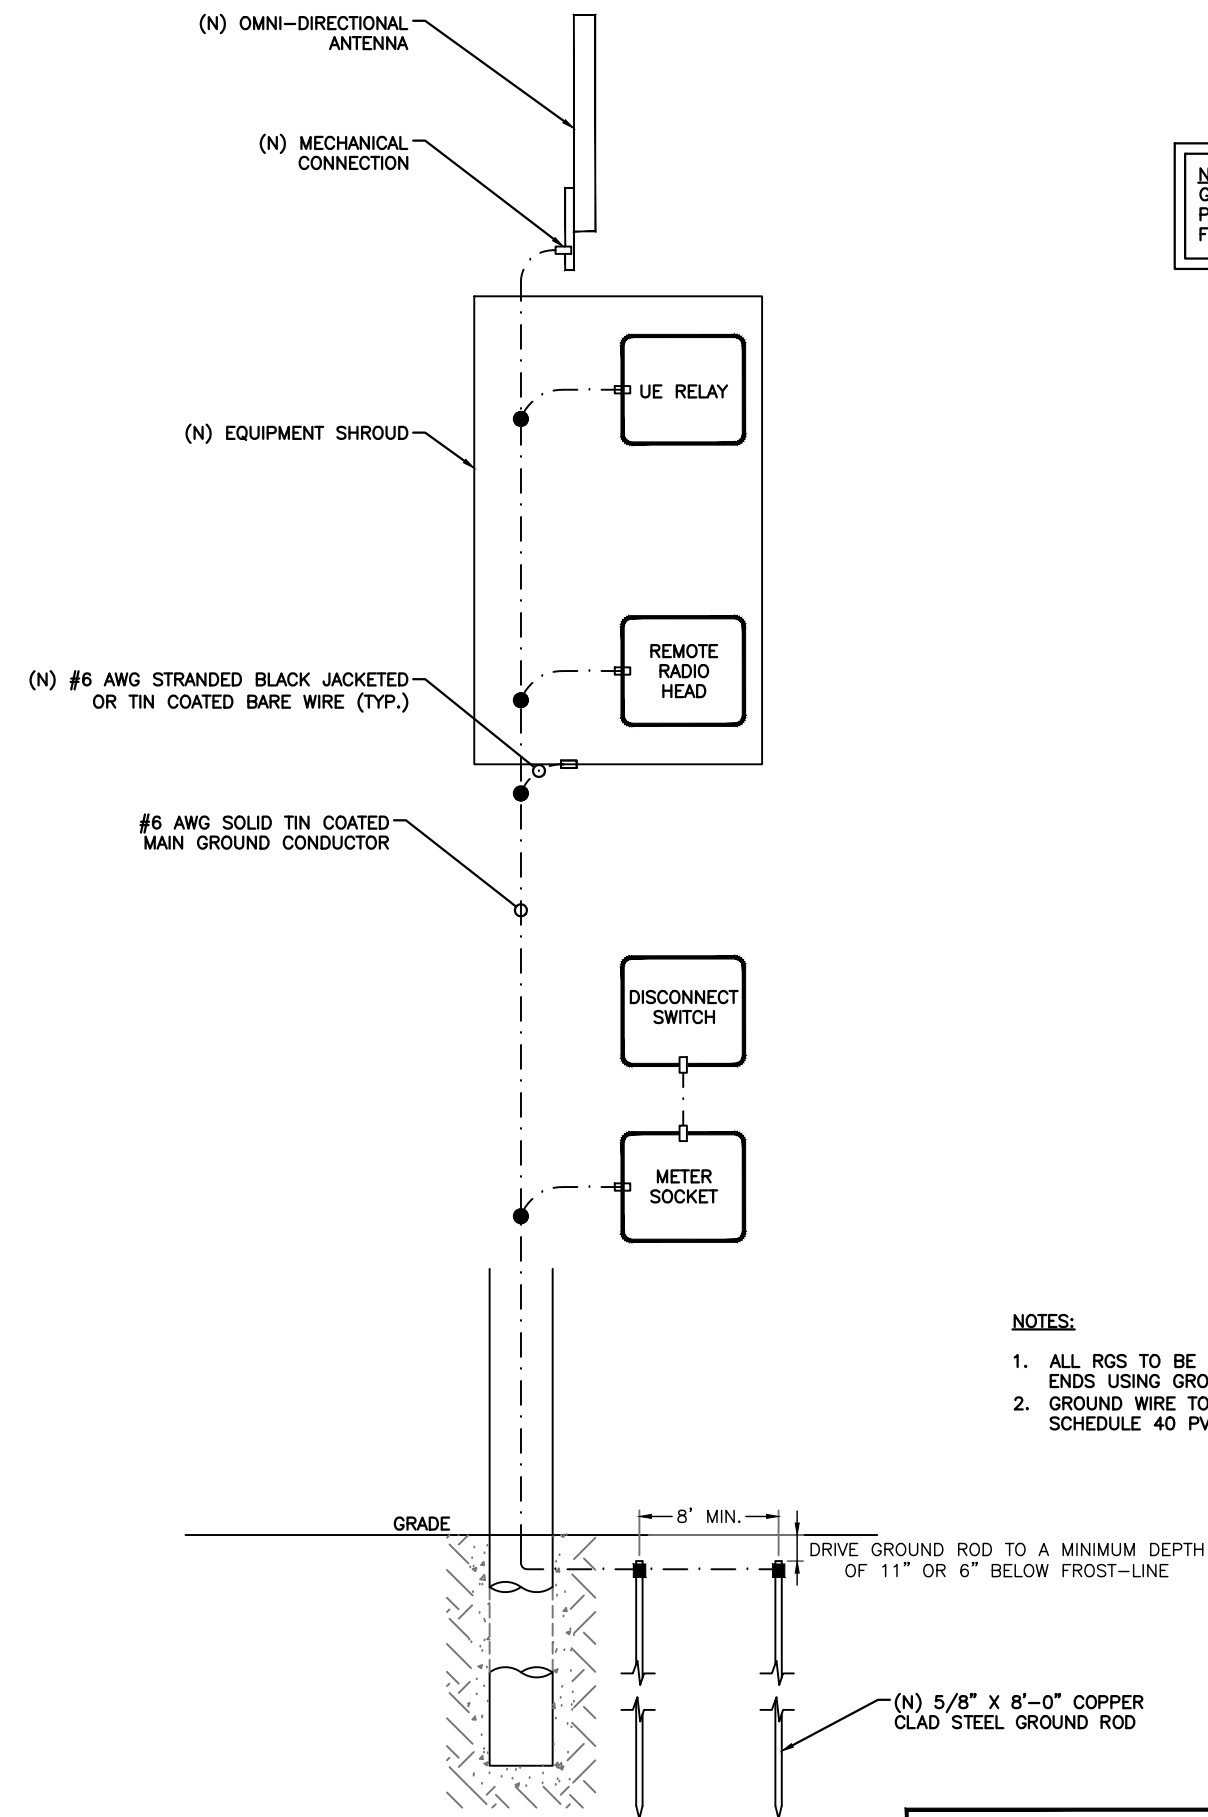 (N) OMNI-DIRECTIONAL
ANTENNA
(N) MECHANICAL
CONNECTION
UE RELAY
(N) EQUIPMENT SHROUD
REMOTE
RADIO
HEAD
(N) #6 AWG STRANDED BLACK JACKETED
OR TIN COATED BARE WIRE (TYP.)
#6 AWG SOLID TIN COATED
MAIN GROUND CONDUCTOR
DISCONNECT
SWITCH
METER
SOCKET
NOTES:
1. ALL RGS TO BE
ENDS USING
2. GROUND WIRE TO
SCHEDULE 40
8' MIN.
GRADE
DRIVE GROUND ROD TO A MINIMUM DEPTH
OF 11" OR 6" BELOW FROST-LINE
(N) 5/8" X 8'-0" COPPER
CLAD STEEL GROUND ROD